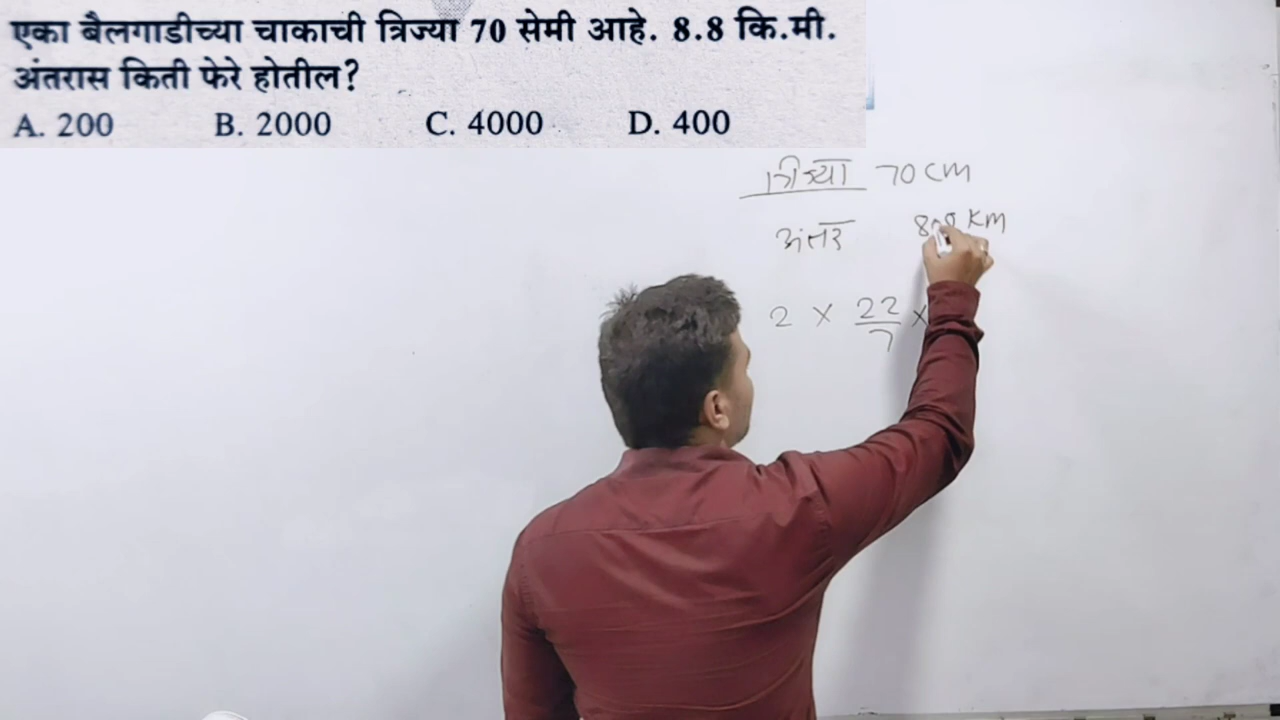 एका बैलगाडीच्या चाकाची त्रिज्या 70 सेमी आहे. 8.8 कि.मी.
अंतरास किती फेरे होतील?
A. 200 B. 2000 C. 4000 D. 400
त्रिज्या 70 cm
अंतर Km
2 × 22/7 ×